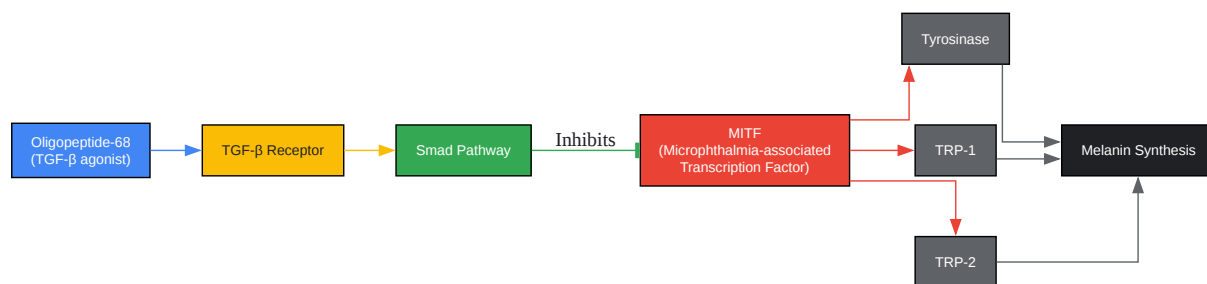 Oligopeptide-68
(TGF-β agonist)
TGF-β Receptor
Smad Pathway
Inhibits
MITF
(Microphthalmia-associated
Transcription Factor)
Tyrosinase
TRP-1
TRP-2
Melanin Synthesis